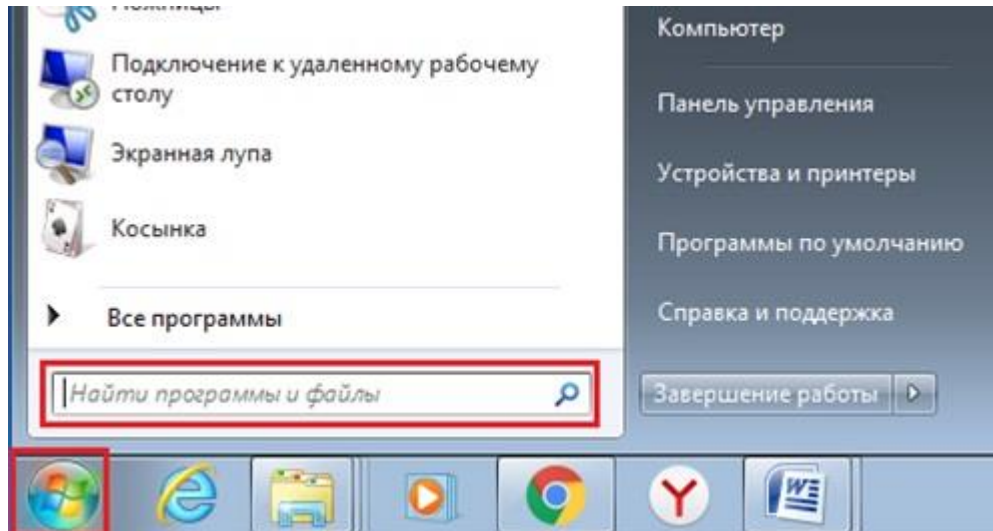 Ножницы
Подключение к удаленному рабочему
столу
Экранная лупа
Косынка
Все программы
Найти программы и файлы
Компьютер
Панель управления
Устройства и принтеры
Программы по умолчанию
Справка и поддержка
Завершение работы